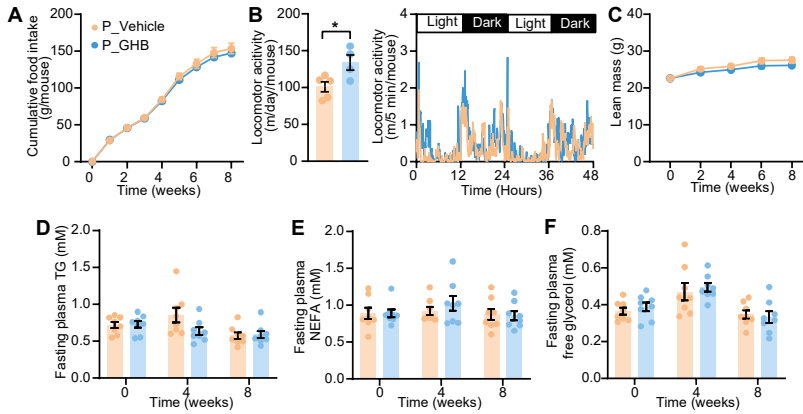 A
P_Vehicle
P_GHB
Cumulative food intake
(g/mouse)
200
150
100
50
0
0 2 4 6 8
Time (weeks)
B
*
Locomotor acitivity
(m/day/mouse)
200
150
100
50
0
Light Dark Light Dark
Locomotor acitivity
(m/5 min/mouse)
4
3
2
1
0
0 12 24 36 48
Time (Hours)
C
Lean mass (g)
40
30
20
10
0
0 2 4 6 8
Time (weeks)
D
Fasting plasma TG (mM)
2.0
1.5
1.0
0.5
0.0
0 4 8
Time (weeks)
E
Fasting plasma
NEFA (mM)
2.0
1.5
1.0
0.5
0.0
0 4 8
Time (weeks)
F
Fasting plasma
free glycerol (mM)
0.8
0.6
0.4
0.2
0
0 4 8
Time (weeks)